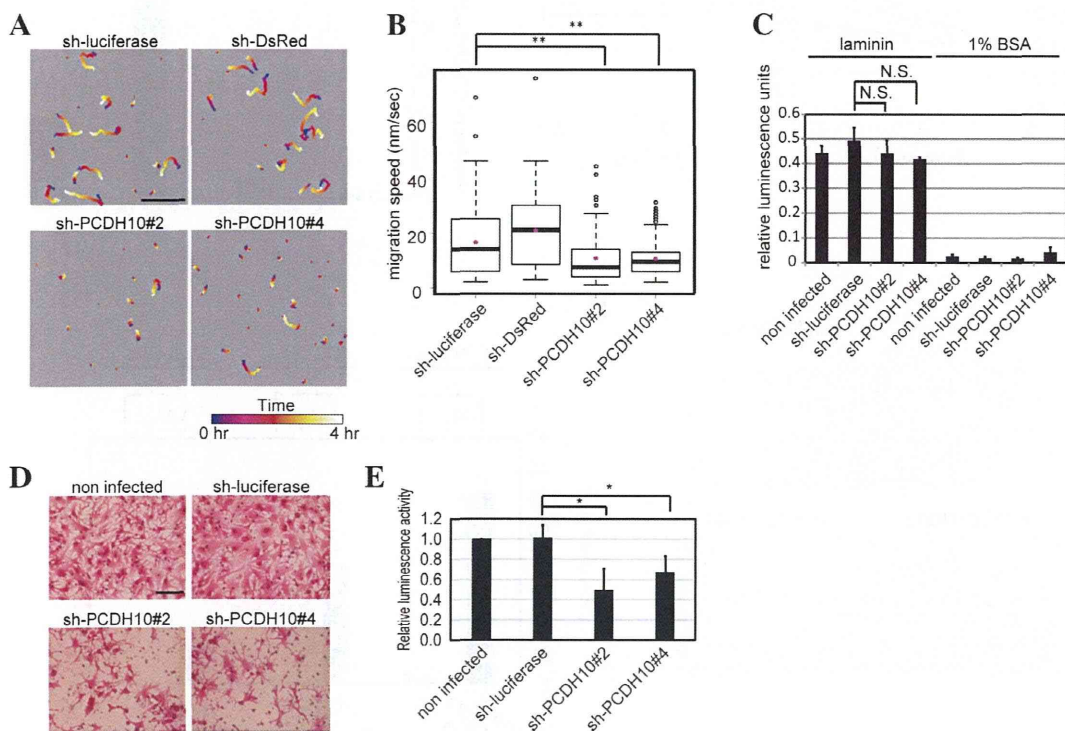 A
sh-luciferase
sh-DsRed
sh-PCDH10#2
sh-PCDH10#4
Time
0 hr
4 hr
B
**
**
migration speed (nm/sec)
60
40
20
0
sh-luciferase
sh-DsRed
sh-PCDH10#2
sh-PCDH10#4
C
laminin
1% BSA
N.S.
N.S.
relative luminescence units
0.6
0.5
0.4
0.3
0.2
0.1
0
non infected
sh-luciferase
sh-PCDH10#2
sh-PCDH10#4
non infected
sh-luciferase
sh-PCDH10#2
sh-PCDH10#4
D
non infected
sh-luciferase
sh-PCDH10#2
sh-PCDH10#4
E
*
*
Relative luminescence activity
1.2
1.0
0.8
0.6
0.4
0.2
0.0
non infected
sh-luciferase
sh-PCDH10#2
sh-PCDH10#4